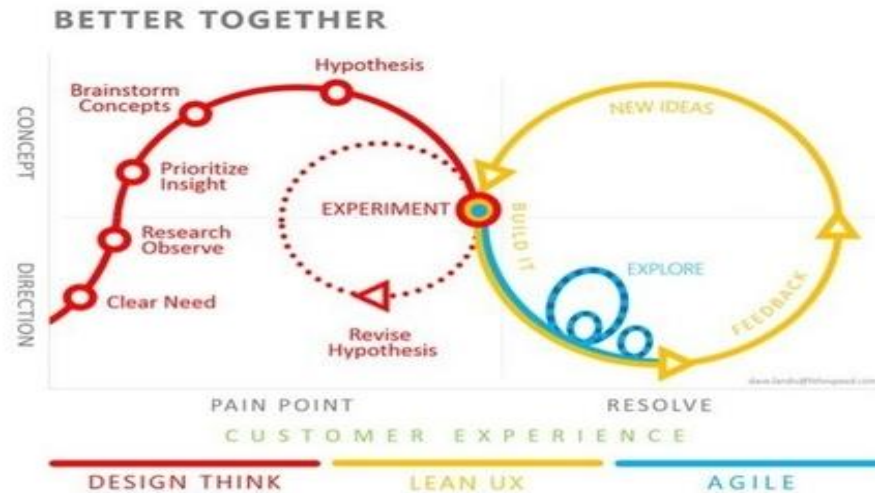 BETTER TOGETHER
Hypothesis
Brainstorm
Concepts
Prioritize
Insight
Research
Observe
Clear Need
EXPERIMENT
Revise
Hypothesis
CONCEPT
DIRECTION
NEW IDEAS
BUILD IT
EXPLORE
FEEDBACK
PAIN POINT
RESOLVE
CUSTOMER EXPERIENCE
DESIGN THINK
LEAN UX
AGILE